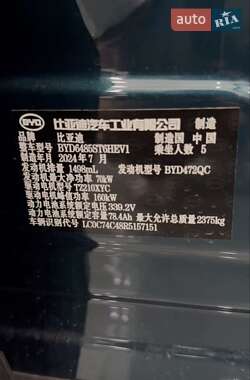 AUTO RIA .com
BYD 比亚迪汽车工业有限公司 制造
品牌 比亚迪 制造国 中国
整车型号 BYD6485ST6HEV1 乘坐人数 5
制造年月 2024年7月
发动机排量 1498mL 发动机型号 BYD472QC
发动机最大净功率 70kW
驱动电机型号 TZ210XYC
驱动电机峰值功率 160kW
动力电池系统额定电压 339.2V
动力电池系统额定容量 78.4Ah 最大允许总质量 2375kg
车辆识别代号 LC0C74C48R5157151